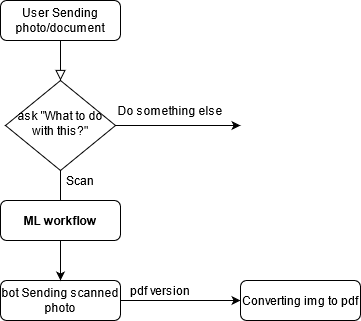 User Sending
photo/document
ask "What to do
with this?"
Do something else
Scan
ML workflow
bot Sending scanned
photo
pdf version
Converting img to pdf